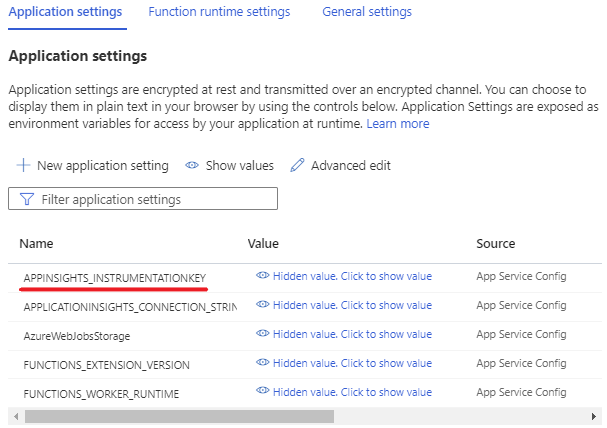 Application settings Function runtime settings General settings
Application settings
Application settings are encrypted at rest and transmitted over an encrypted channel. You can choose to
display them in plain text in your browser by using the controls below. Application Settings are exposed as
environment variables for access by your application at runtime. Learn more
New application setting Show values Advanced edit
Filter application settings
Name Value Source
APPINSIGHTS_INSTRUMENTATIONKEY Hidden value. Click to show value App Service Config
APPLICATIONINSIGHTS_CONNECTION_STRIN Hidden value. Click to show value App Service Config
AzureWebJobsStorage Hidden value. Click to show value App Service Config
FUNCTIONS_EXTENSION_VERSION Hidden value. Click to show value App Service Config
FUNCTIONS_WORKER_RUNTIME Hidden value. Click to show value App Service Config